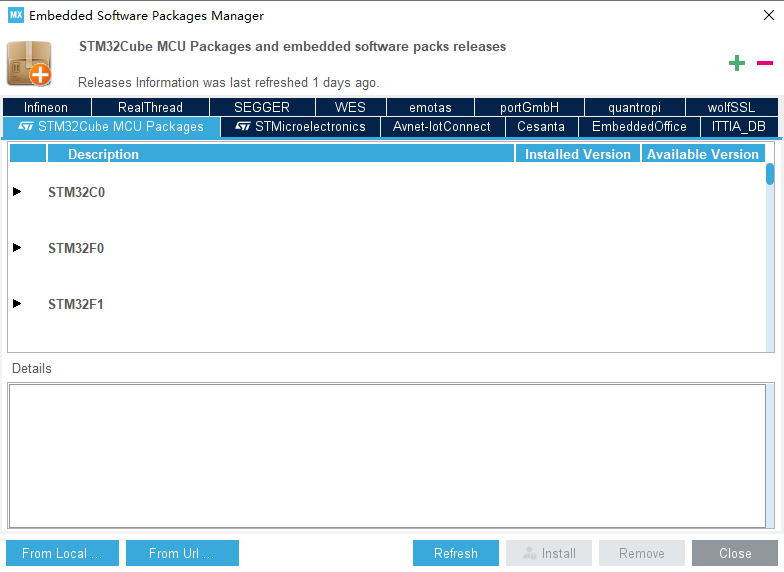 MX Embedded Software Packages Manager
STM32Cube MCU Packages and embedded software packs releases
Releases Information was last refreshed 1 days ago.
Infineon RealThread SEGGER WES emotas portGmbH quantropi wolfSSL
STM32Cube MCU Packages STMicroelectronics Avnet-IotConnect Cesanta EmbeddedOffice ITTIA_DB
Description Installed Version Available Version
STM32C0
STM32F0
STM32F1
Details
From Local ... From Url ... Refresh Install Remove Close